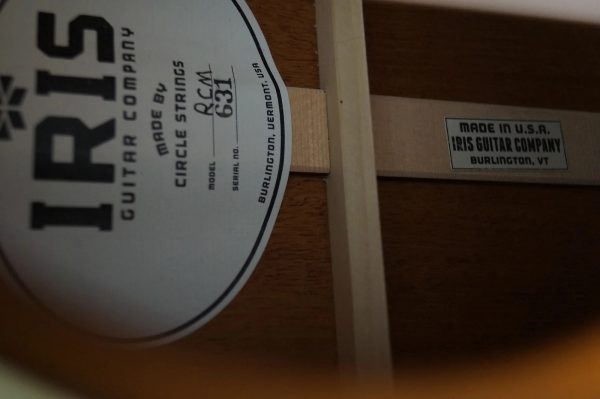 IRIS
GUITAR COMPANY
MADE BY
CIRCLE STRINGS
MODEL RCM
SERIAL NO. 631
BURLINGTON, VERMONT, USA
MADE IN U.S.A.
IRIS GUITAR COMPANY
BURLINGTON, VT